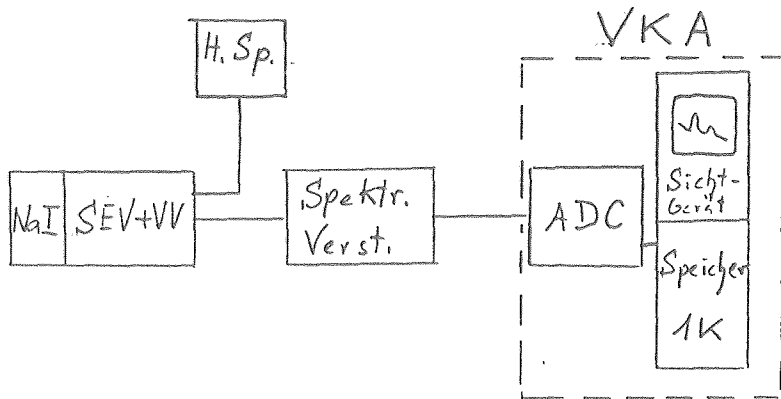 VKA
H. Sp.
NaI
SEV+VV
Spektr.
Verst.
ADC
Sicht-
Gerät
Speicher
1K